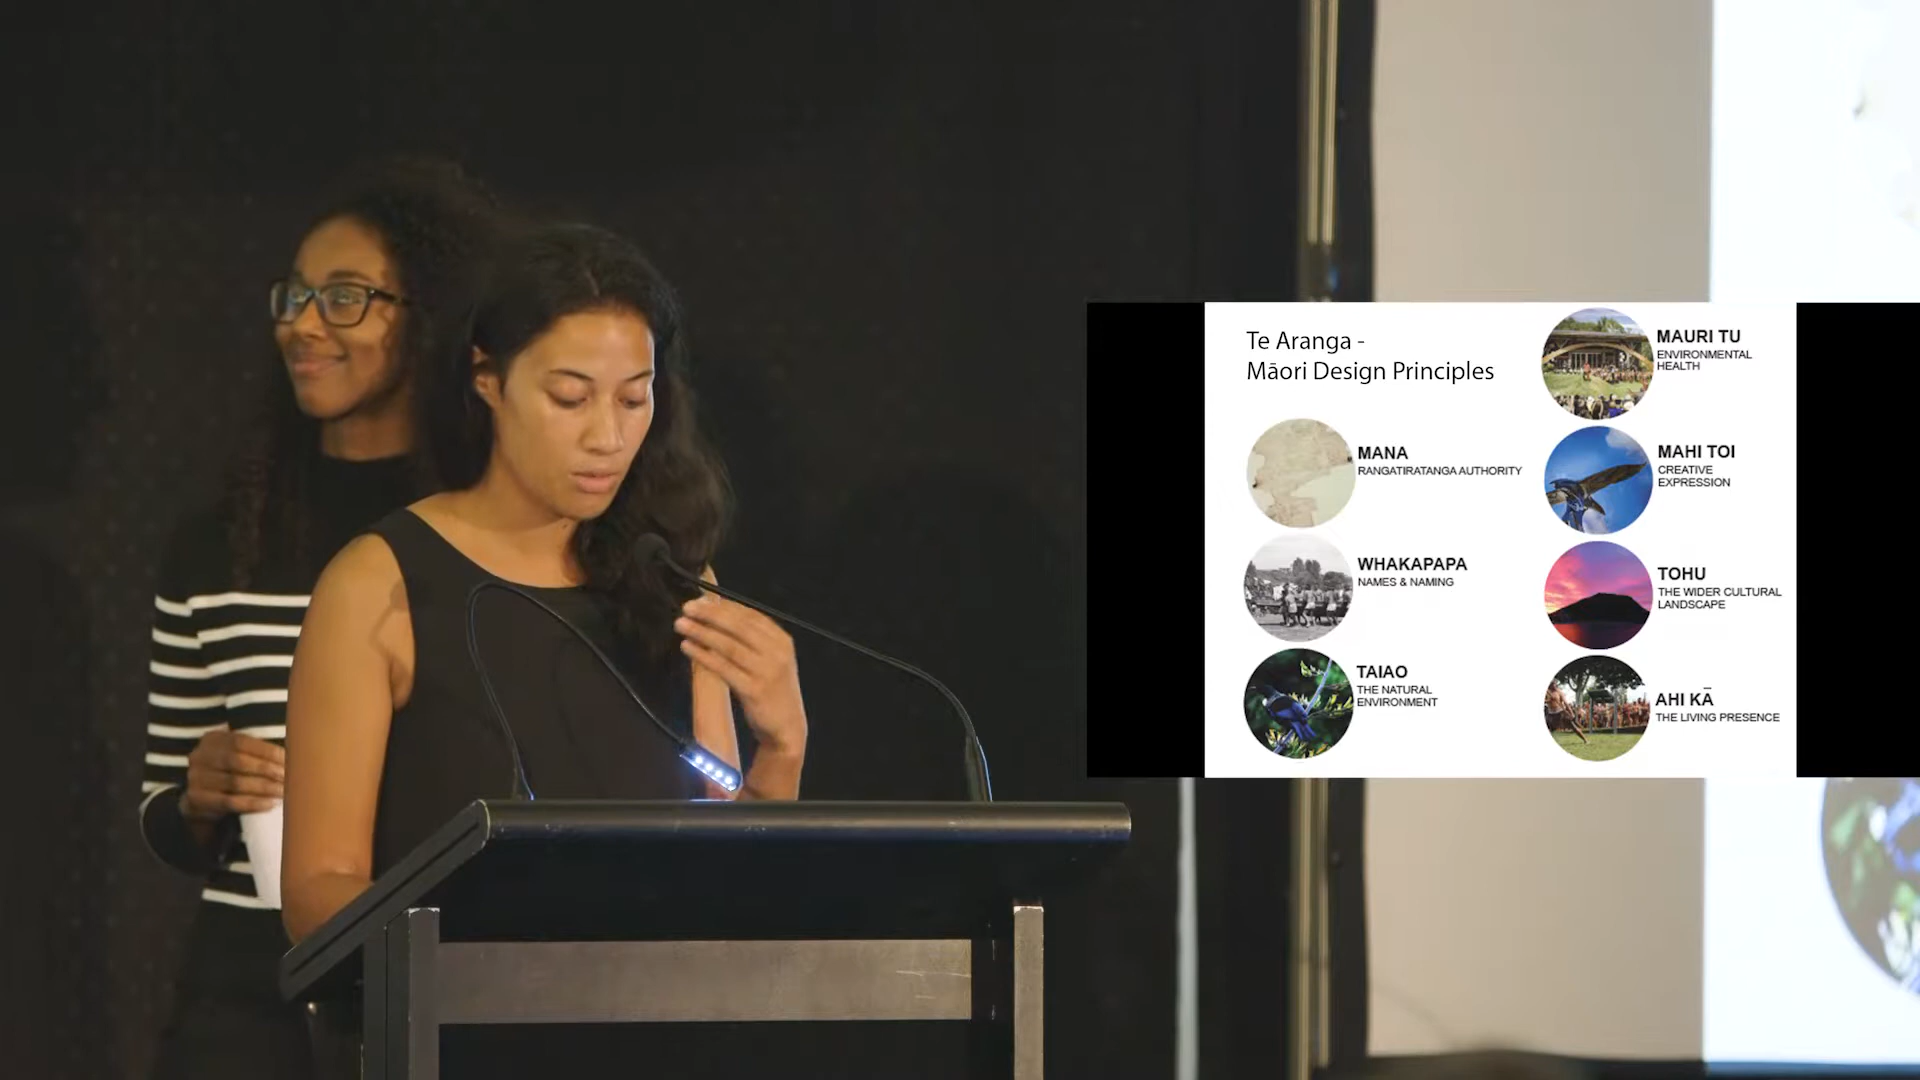 Te Aranga -
Māori Design Principles
MANA
RANGATIRATANGA AUTHORITY
WHAKAPAPA
NAMES & NAMING
TAIAO
THE NATURAL
ENVIRONMENT
MAURI TU
ENVIRONMENTAL
HEALTH
MAHI TOI
CREATIVE
EXPRESSION
TOHU
THE WIDER CULTURAL
LANDSCAPE
AHI KĀ
THE LIVING PRESENCE